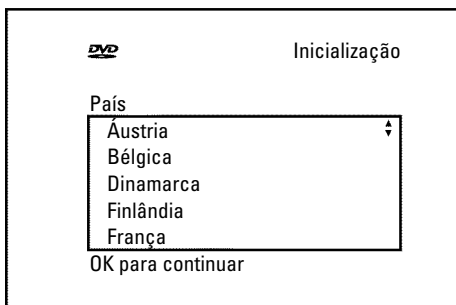 DVD
Inicialização
País
Áustria
Bélgica
Dinamarca
Finlândia
França
OK para continuar